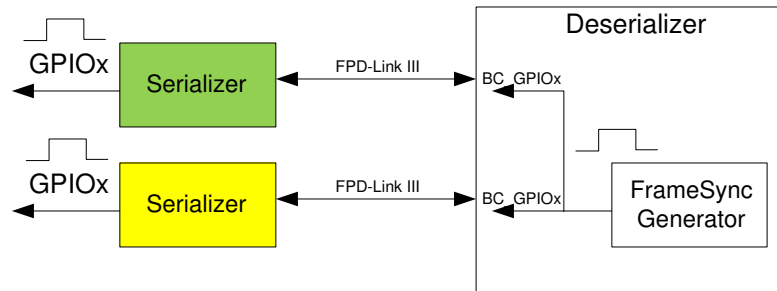 Deserializer
GPIOx
Serializer
FPD-Link III
BC_GPIOx
GPIOx
Serializer
FPD-Link III
BC_GPIOx
FrameSync
Generator